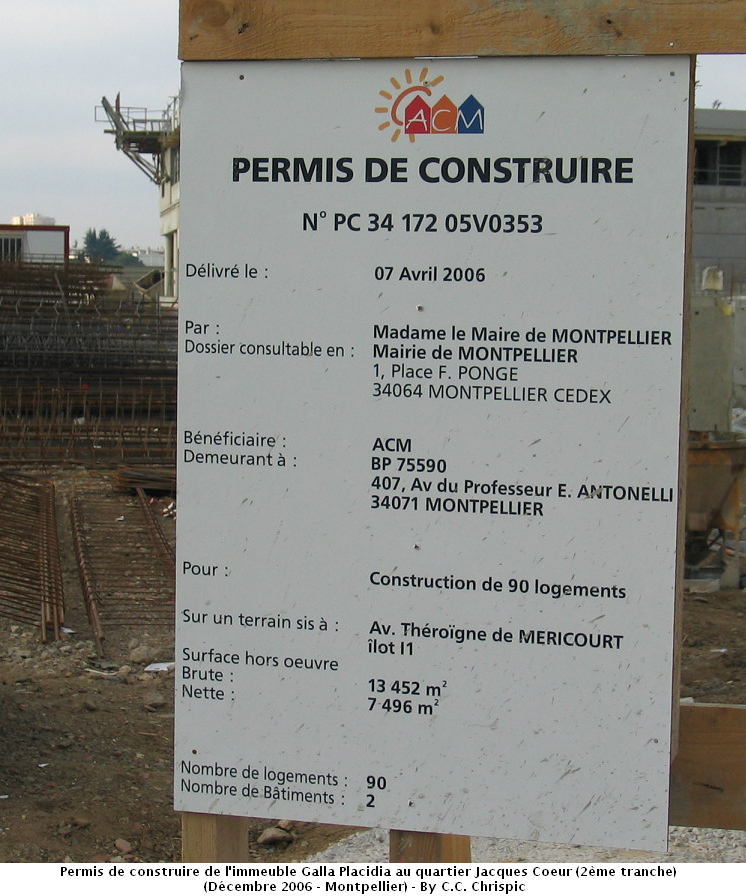 ACM
PERMIS DE CONSTRUIRE
N° PC 34 172 05V0353
Délivré le : 07 Avril 2006
Par : Madame le Maire de MONTPELLIER
Dossier consultable en : Mairie de MONTPELLIER
1, Place F. PONGE
34064 MONTPELLIER CEDEX
Bénéficiaire : ACM
Demeurant à : BP 75590
407, Av du Professeur E. ANTONELLI
34071 MONTPELLIER
Pour : Construction de 90 logements
Sur un terrain sis à : Av. Théroïgne de MERICOURT
îlot I1
Surface hors oeuvre
Brute : 13 452 m²
Nette : 7 496 m²
Nombre de logements : 90
Nombre de Bâtiments : 2
Permis de construire de l'immeuble Galla Placidia au quartier Jacques Coeur (2ème tranche)
(Décembre 2006 - Montpellier) - By C.C. Chrispic